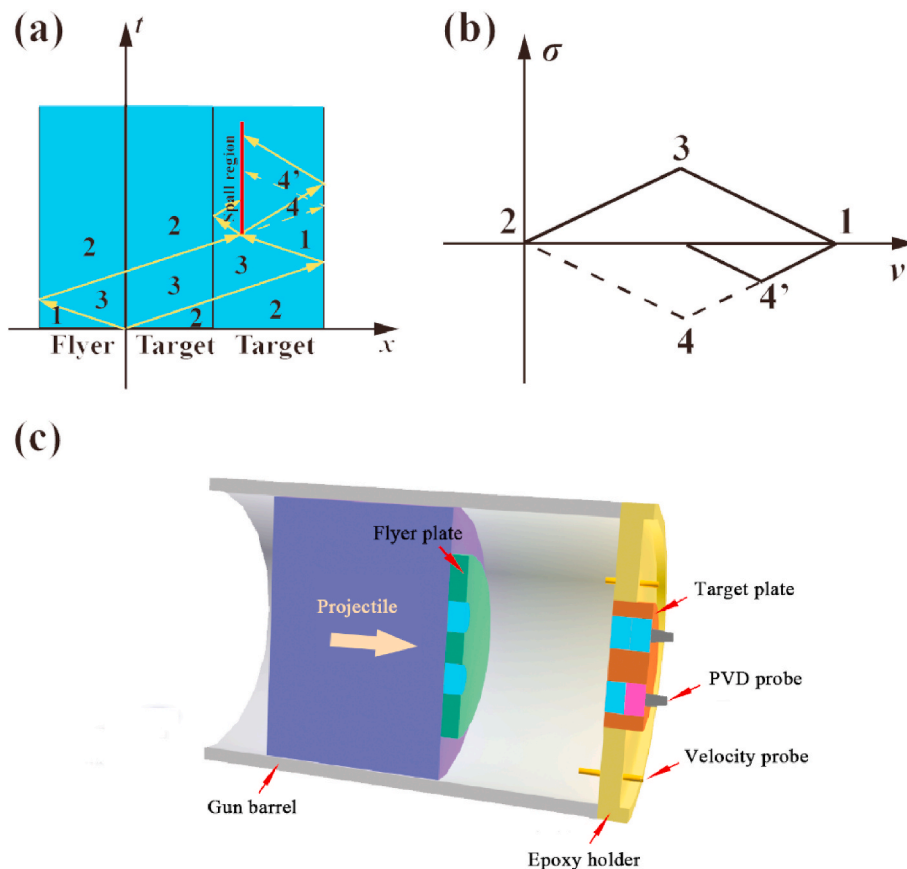 (a)
t
Spall region
4'
4
2
2
1
3
3
3
1
2
2
Flyer
Target
Target
x
(b)
σ
3
2
1
v
4'
4
(c)
Flyer plate
Projectile
Target plate
PVD probe
Velocity probe
Gun barrel
Epoxy holder